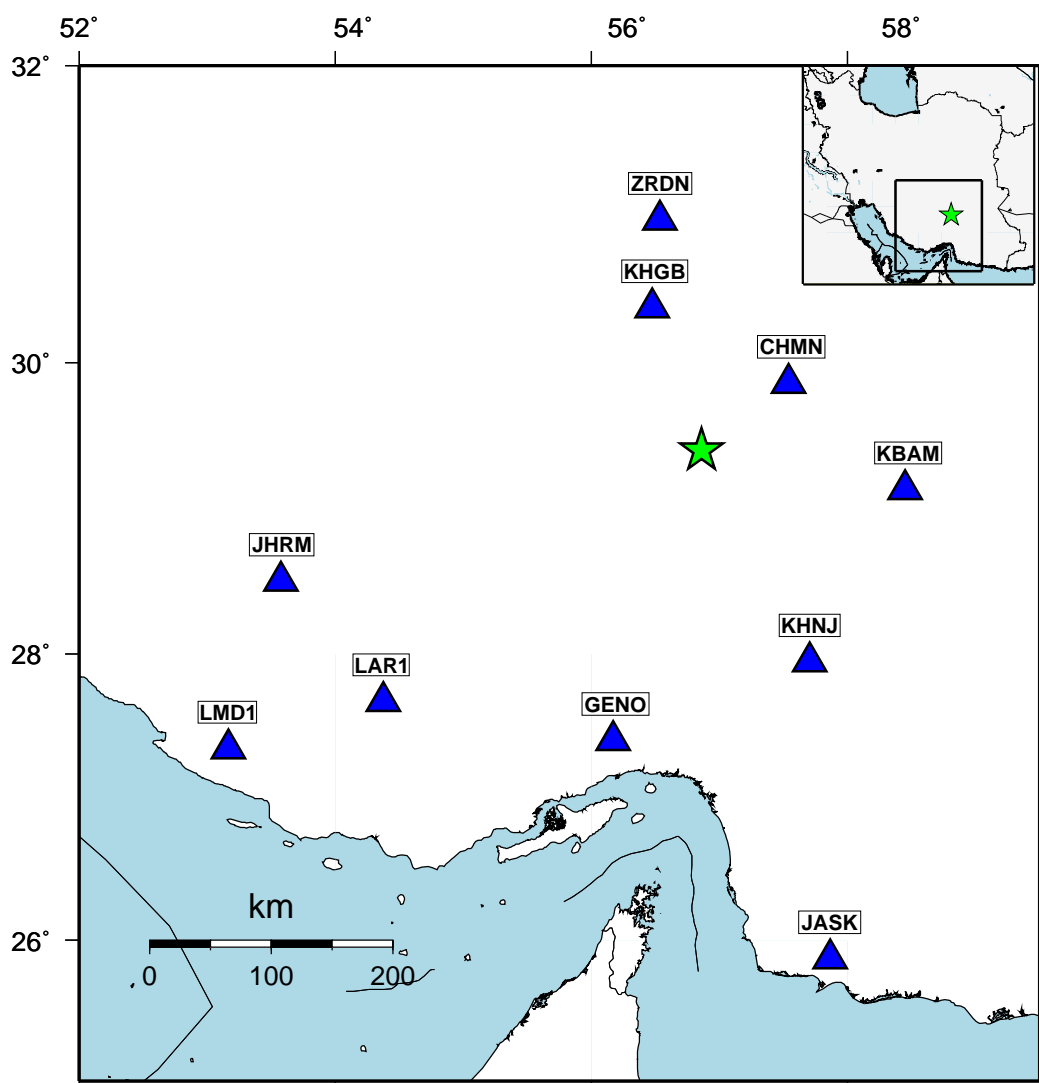 52˚ 54˚ 56˚ 58˚
32˚
ZRDN
KHGB
30˚
CHMN
KBAM
JHRM
KHNJ
28˚
LAR1
GENO
LMD1
km
JASK
26˚
0 100 200